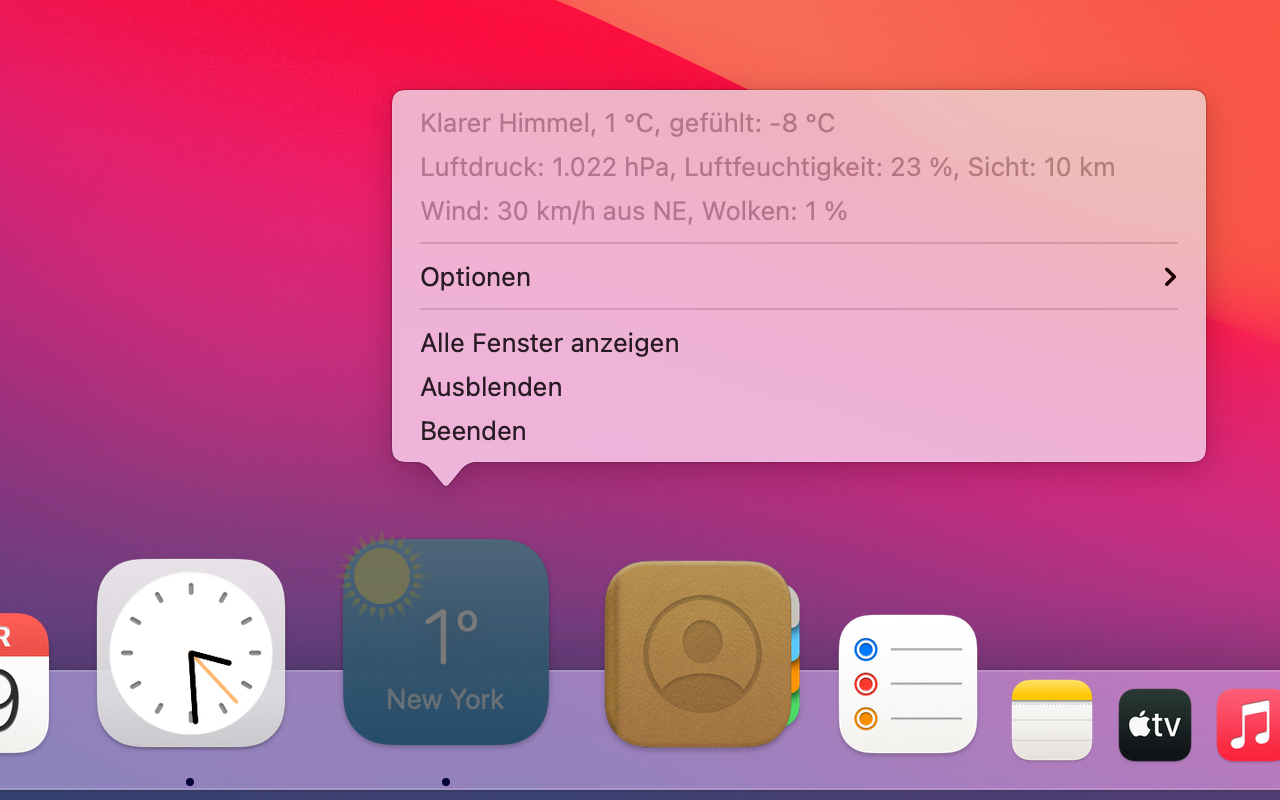 Klarer Himmel, 1 °C, gefühlt: -8 °C
Luftdruck: 1.022 hPa, Luftfeuchtigkeit: 23 %, Sicht: 10 km
Wind: 30 km/h aus NE, Wolken: 1 %
Optionen
Alle Fenster anzeigen
Ausblenden
Beenden
R
9
1°
New York
tv